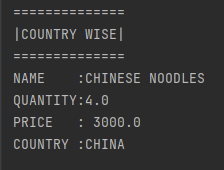 ==============
|COUNTRY WISE|
==============
NAME    :CHINESE NOODLES
QUANTITY:4.0
PRICE   : 3000.0
COUNTRY :CHINA